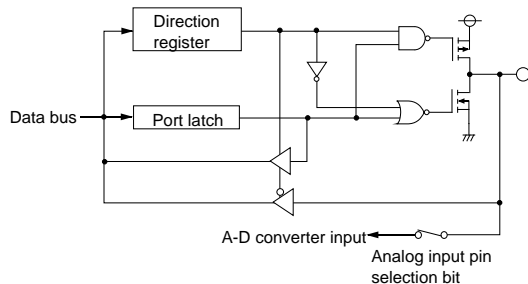 Direction
register
Data bus
Port latch
A-D converter input
Analog input pin
selection bit